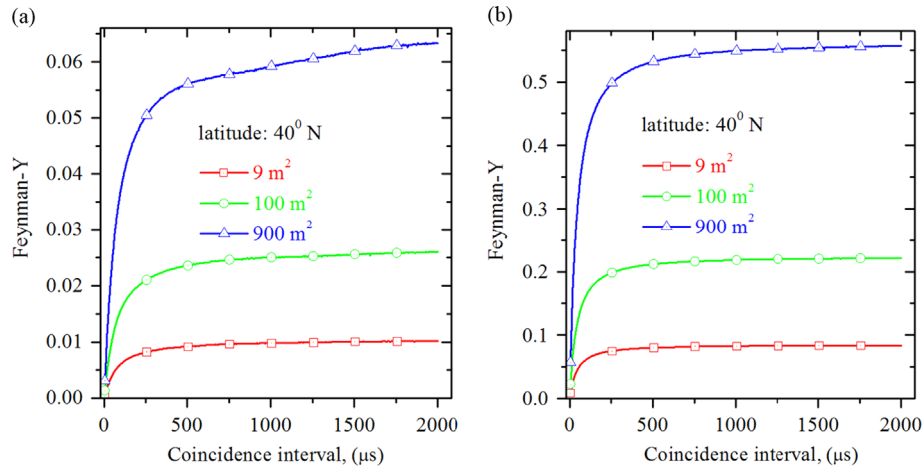 (a)
Feynman-Y
0.06
0.05
0.04
0.03
0.02
0.01
0.00
latitude: 40⁰ N
9 m²
100 m²
900 m²
0 500 1000 1500 2000
Coincidence interval, (μs)
(b)
Feynman-Y
0.5
0.4
0.3
0.2
0.1
0.0
latitude: 40⁰ N
9 m²
100 m²
900 m²
0 500 1000 1500 2000
Coincidence interval, (μs)